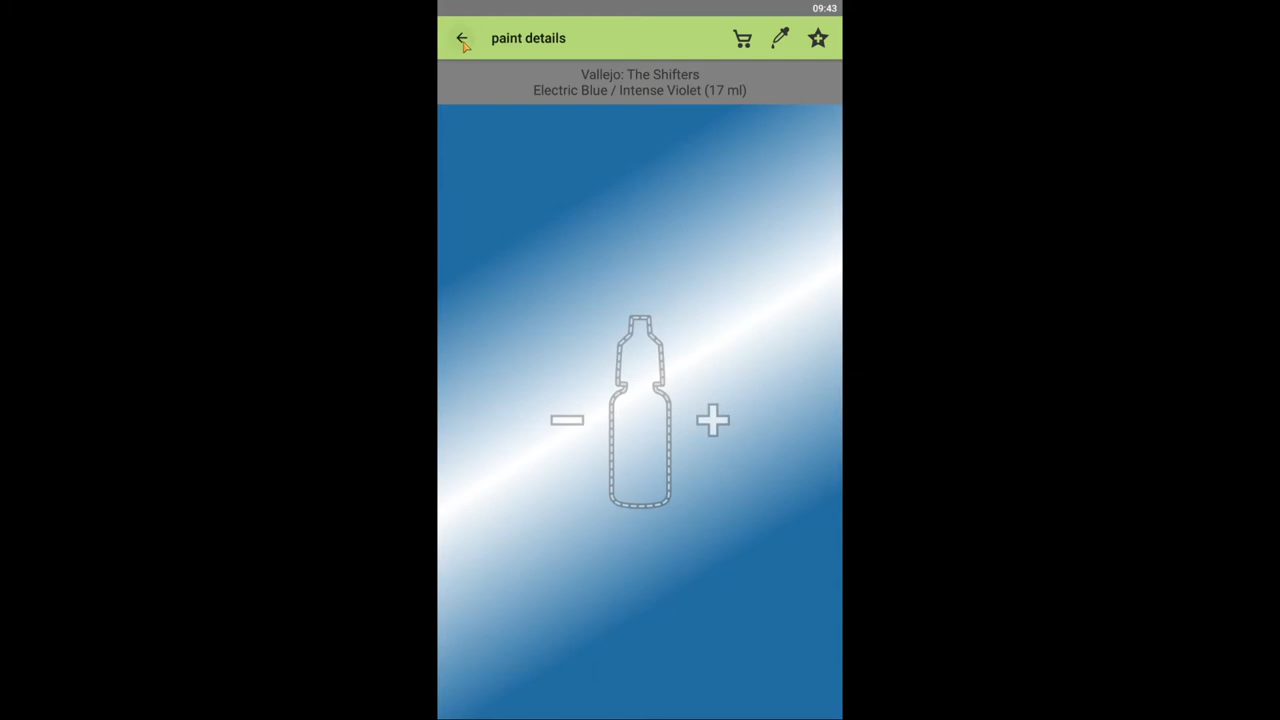 09:43
paint details
Vallejo: The Shifters
Electric Blue / Intense Violet (17 ml)